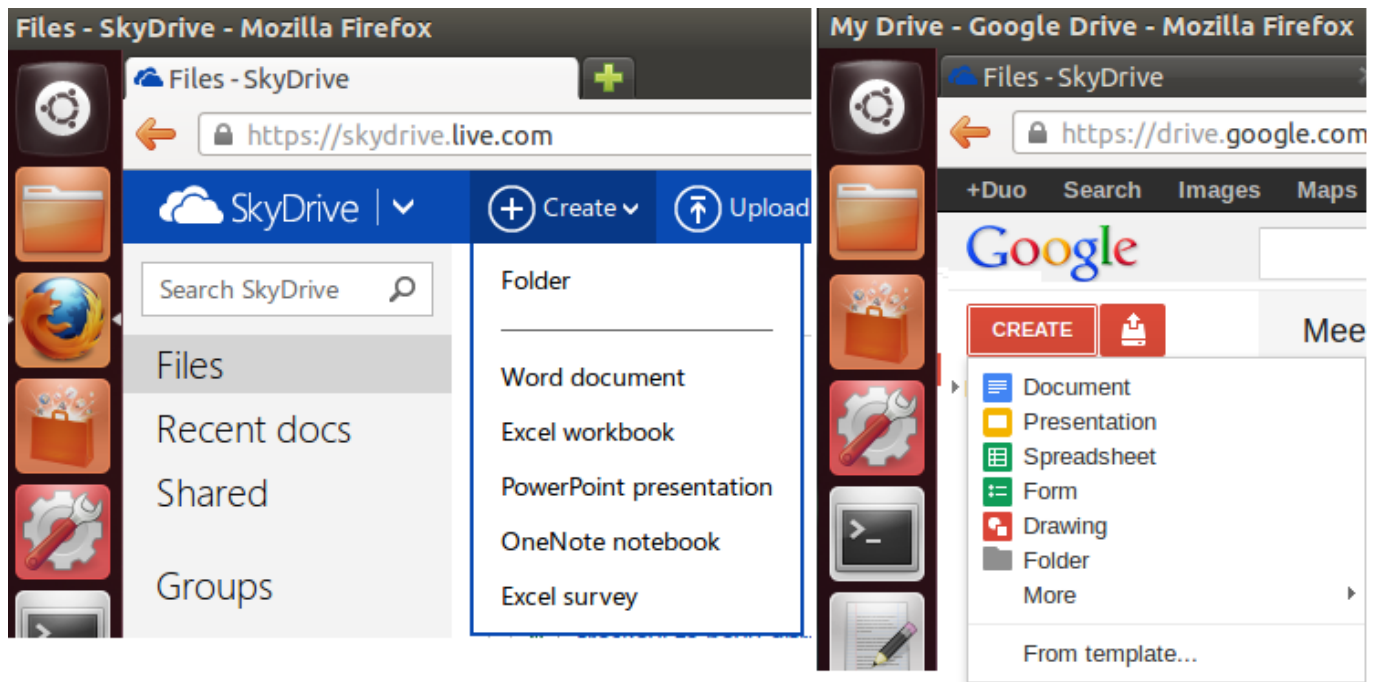 Files - SkyDrive - Mozilla Firefox
Files - SkyDrive
https://skydrive.live.com
SkyDrive
Create
Upload
Search SkyDrive
Files
Recent docs
Shared
Groups
Folder
Word document
Excel workbook
PowerPoint presentation
OneNote notebook
Excel survey
My Drive - Google Drive - Mozilla Firefox
Files - SkyDrive
https://drive.google.com
+Duo Search Images Maps
Google
CREATE
Mee
Document
Presentation
Spreadsheet
Form
Drawing
Folder
More
From template...